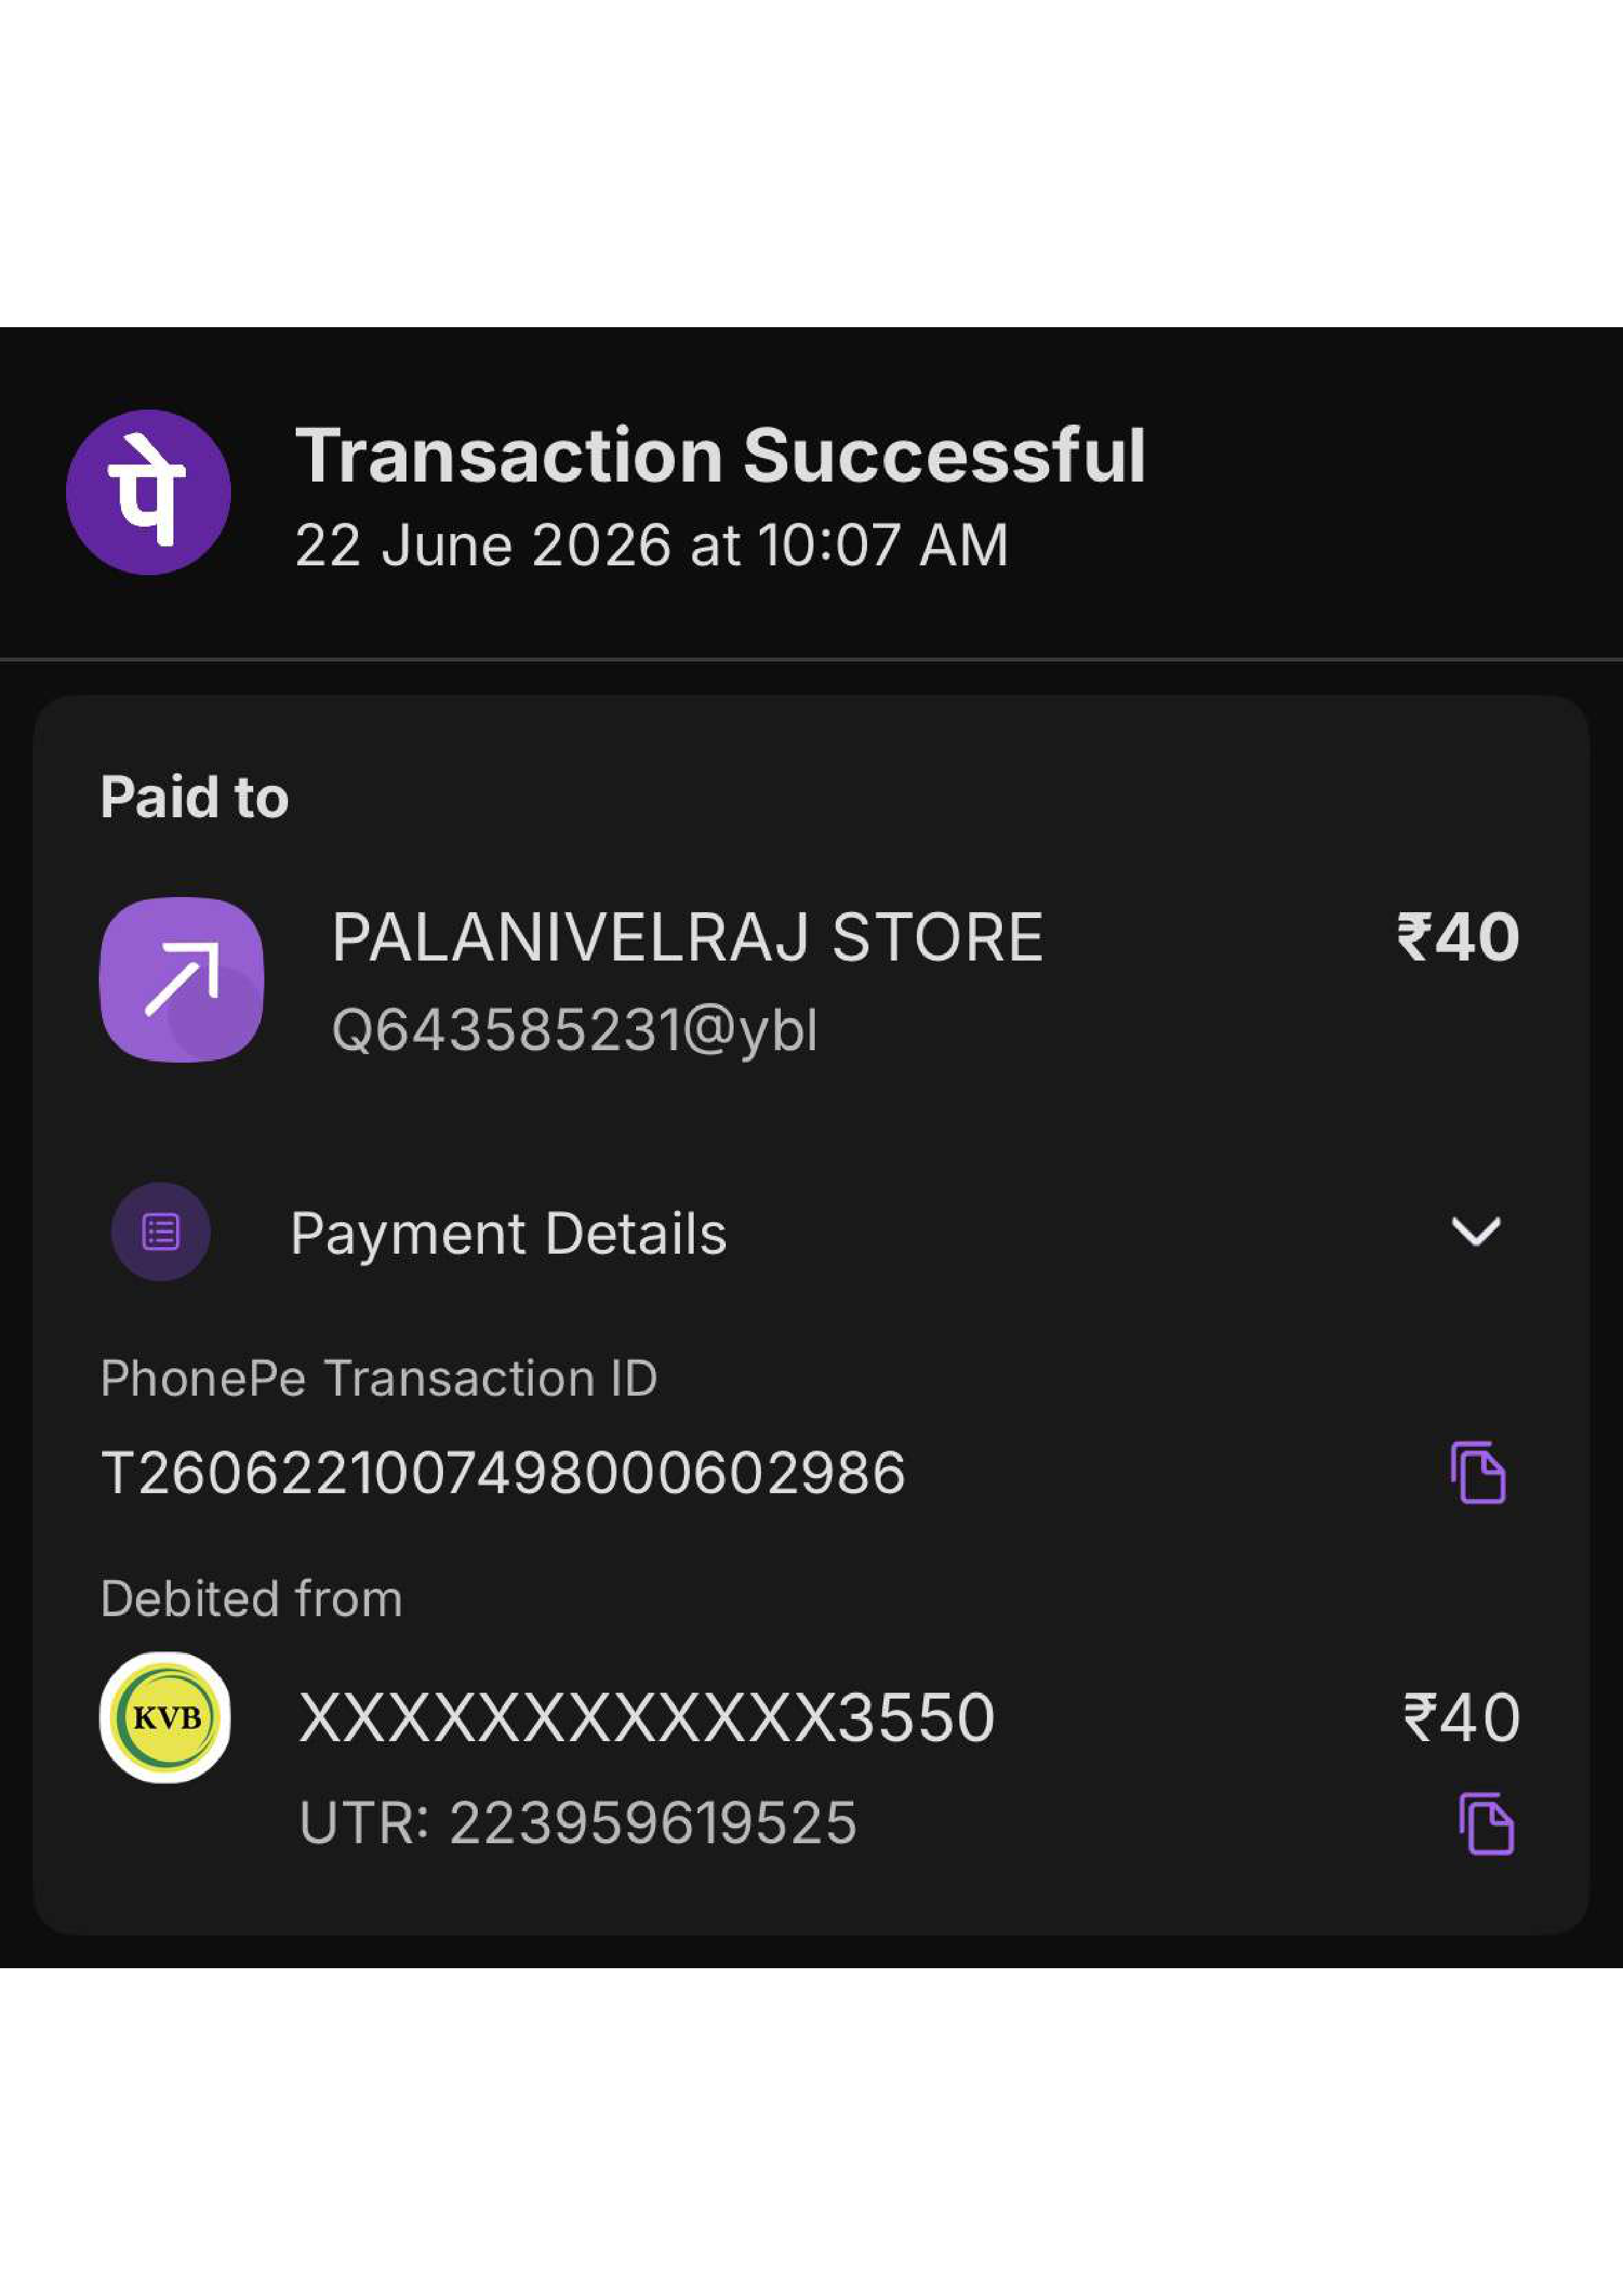 पे
Transaction Successful
22 June 2026 at 10:07 AM
Paid to
PALANIVELRAJ STORE ₹40
Q643585231@ybl
Payment Details
PhonePe Transaction ID
T2606221007498000602986
Debited from
KVB XXXXXXXXXXXX3550 ₹40
UTR: 223959619525